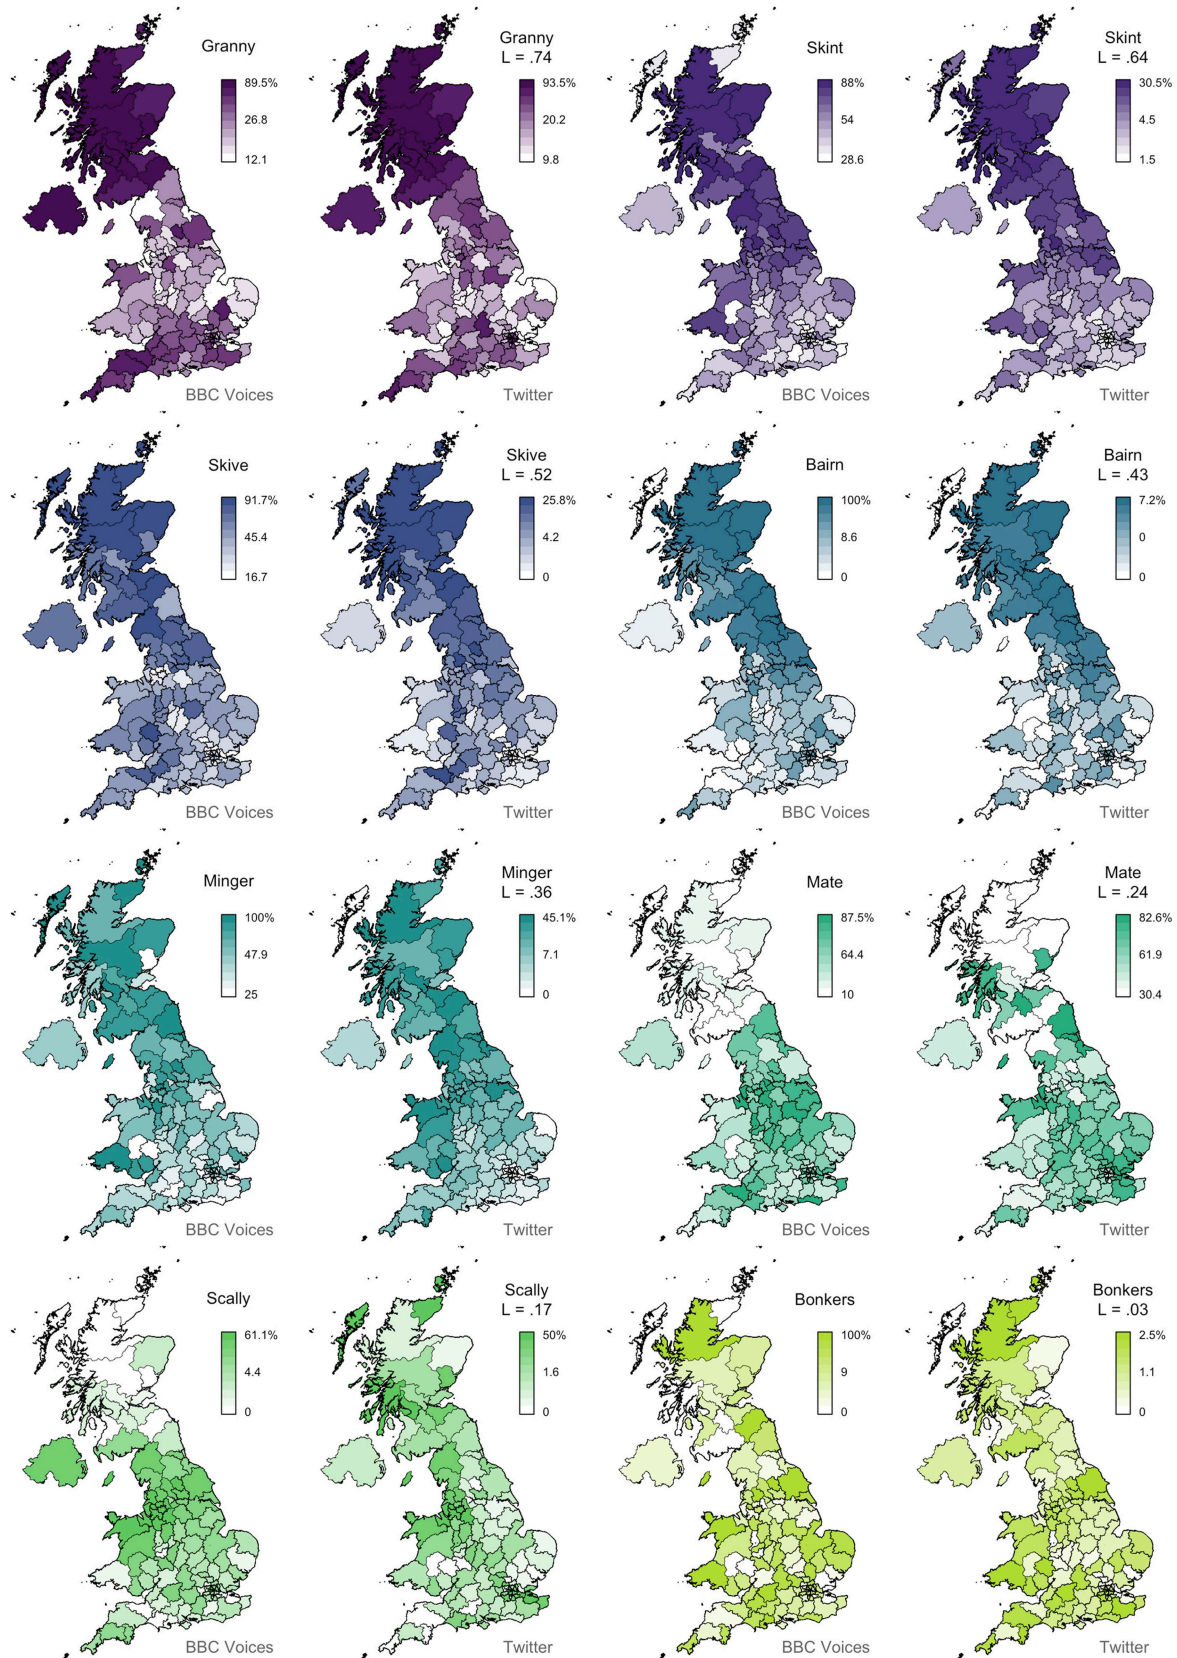 Granny
89.5%
26.8
12.1
BBC Voices
Granny
L = .74
93.5%
20.2
9.8
Twitter
Skint
88%
54
28.6
BBC Voices
Skint
L = .64
30.5%
4.5
1.5
Twitter
Skive
91.7%
45.4
16.7
BBC Voices
Skive
L = .52
25.8%
4.2
0
Twitter
Bairn
100%
8.6
0
BBC Voices
Bairn
L = .43
7.2%
0
0
Twitter
Minger
100%
47.9
25
BBC Voices
Minger
L = .36
45.1%
7.1
0
Twitter
Mate
87.5%
64.4
10
BBC Voices
Mate
L = .24
82.6%
61.9
30.4
Twitter
Scally
61.1%
4.4
0
BBC Voices
Scally
L = .17
50%
1.6
0
Twitter
Bonkers
100%
9
0
BBC Voices
Bonkers
L = .03
2.5%
1.1
0
Twitter